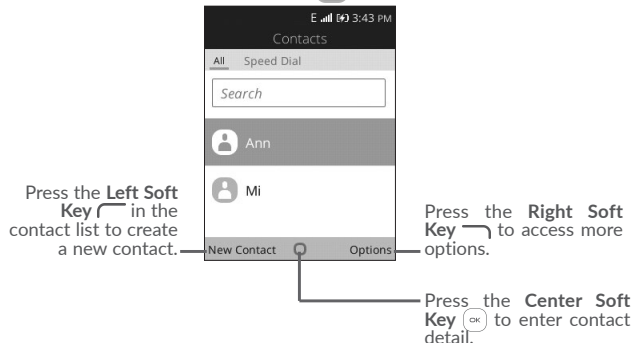 E 3:43 PM
Contacts
All Speed Dial
Search
Ann
Mi
New Contact Options
Press the Left Soft
Key in the
contact list to create
a new contact.
Press the Right Soft
Key to access more
options.
Press the Center Soft
Key OK to enter contact
detail.